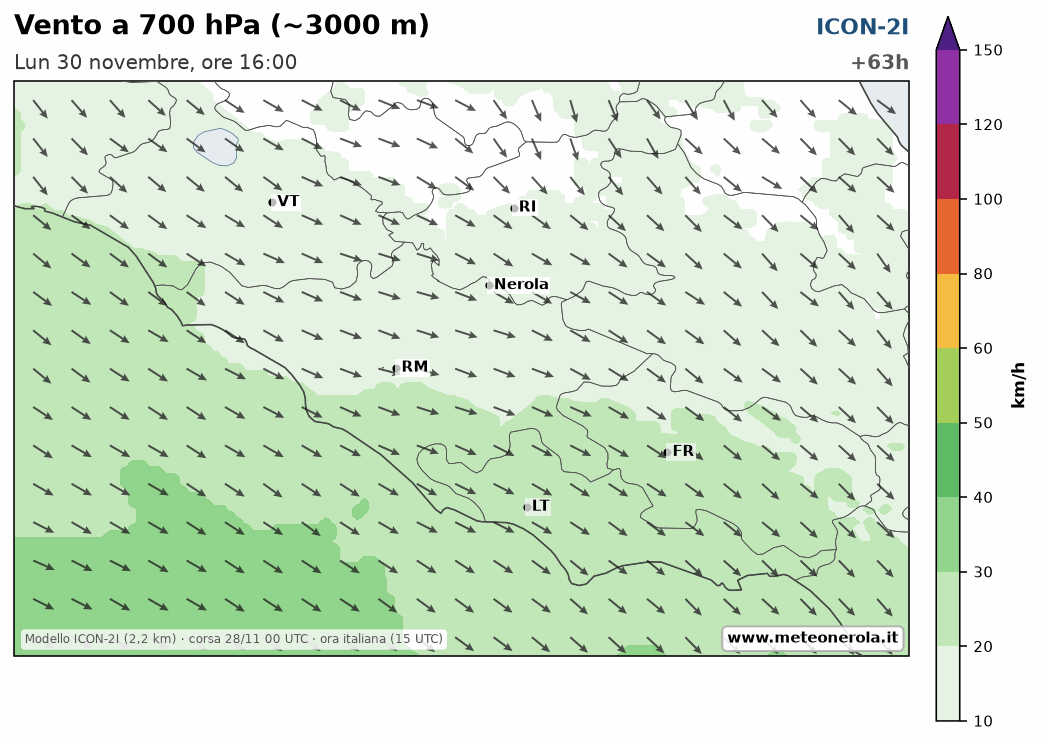 Vento a 700 hPa (~3000 m)
ICON-2I
Lun 30 novembre, ore 16:00
+63h
VT
RI
Nerola
RM
FR
LT
Modello ICON-2I (2,2 km) · corsa 28/11 00 UTC · ora italiana (15 UTC)
www.meteonerola.it
150
120
100
80
60
50
40
30
20
10
km/h